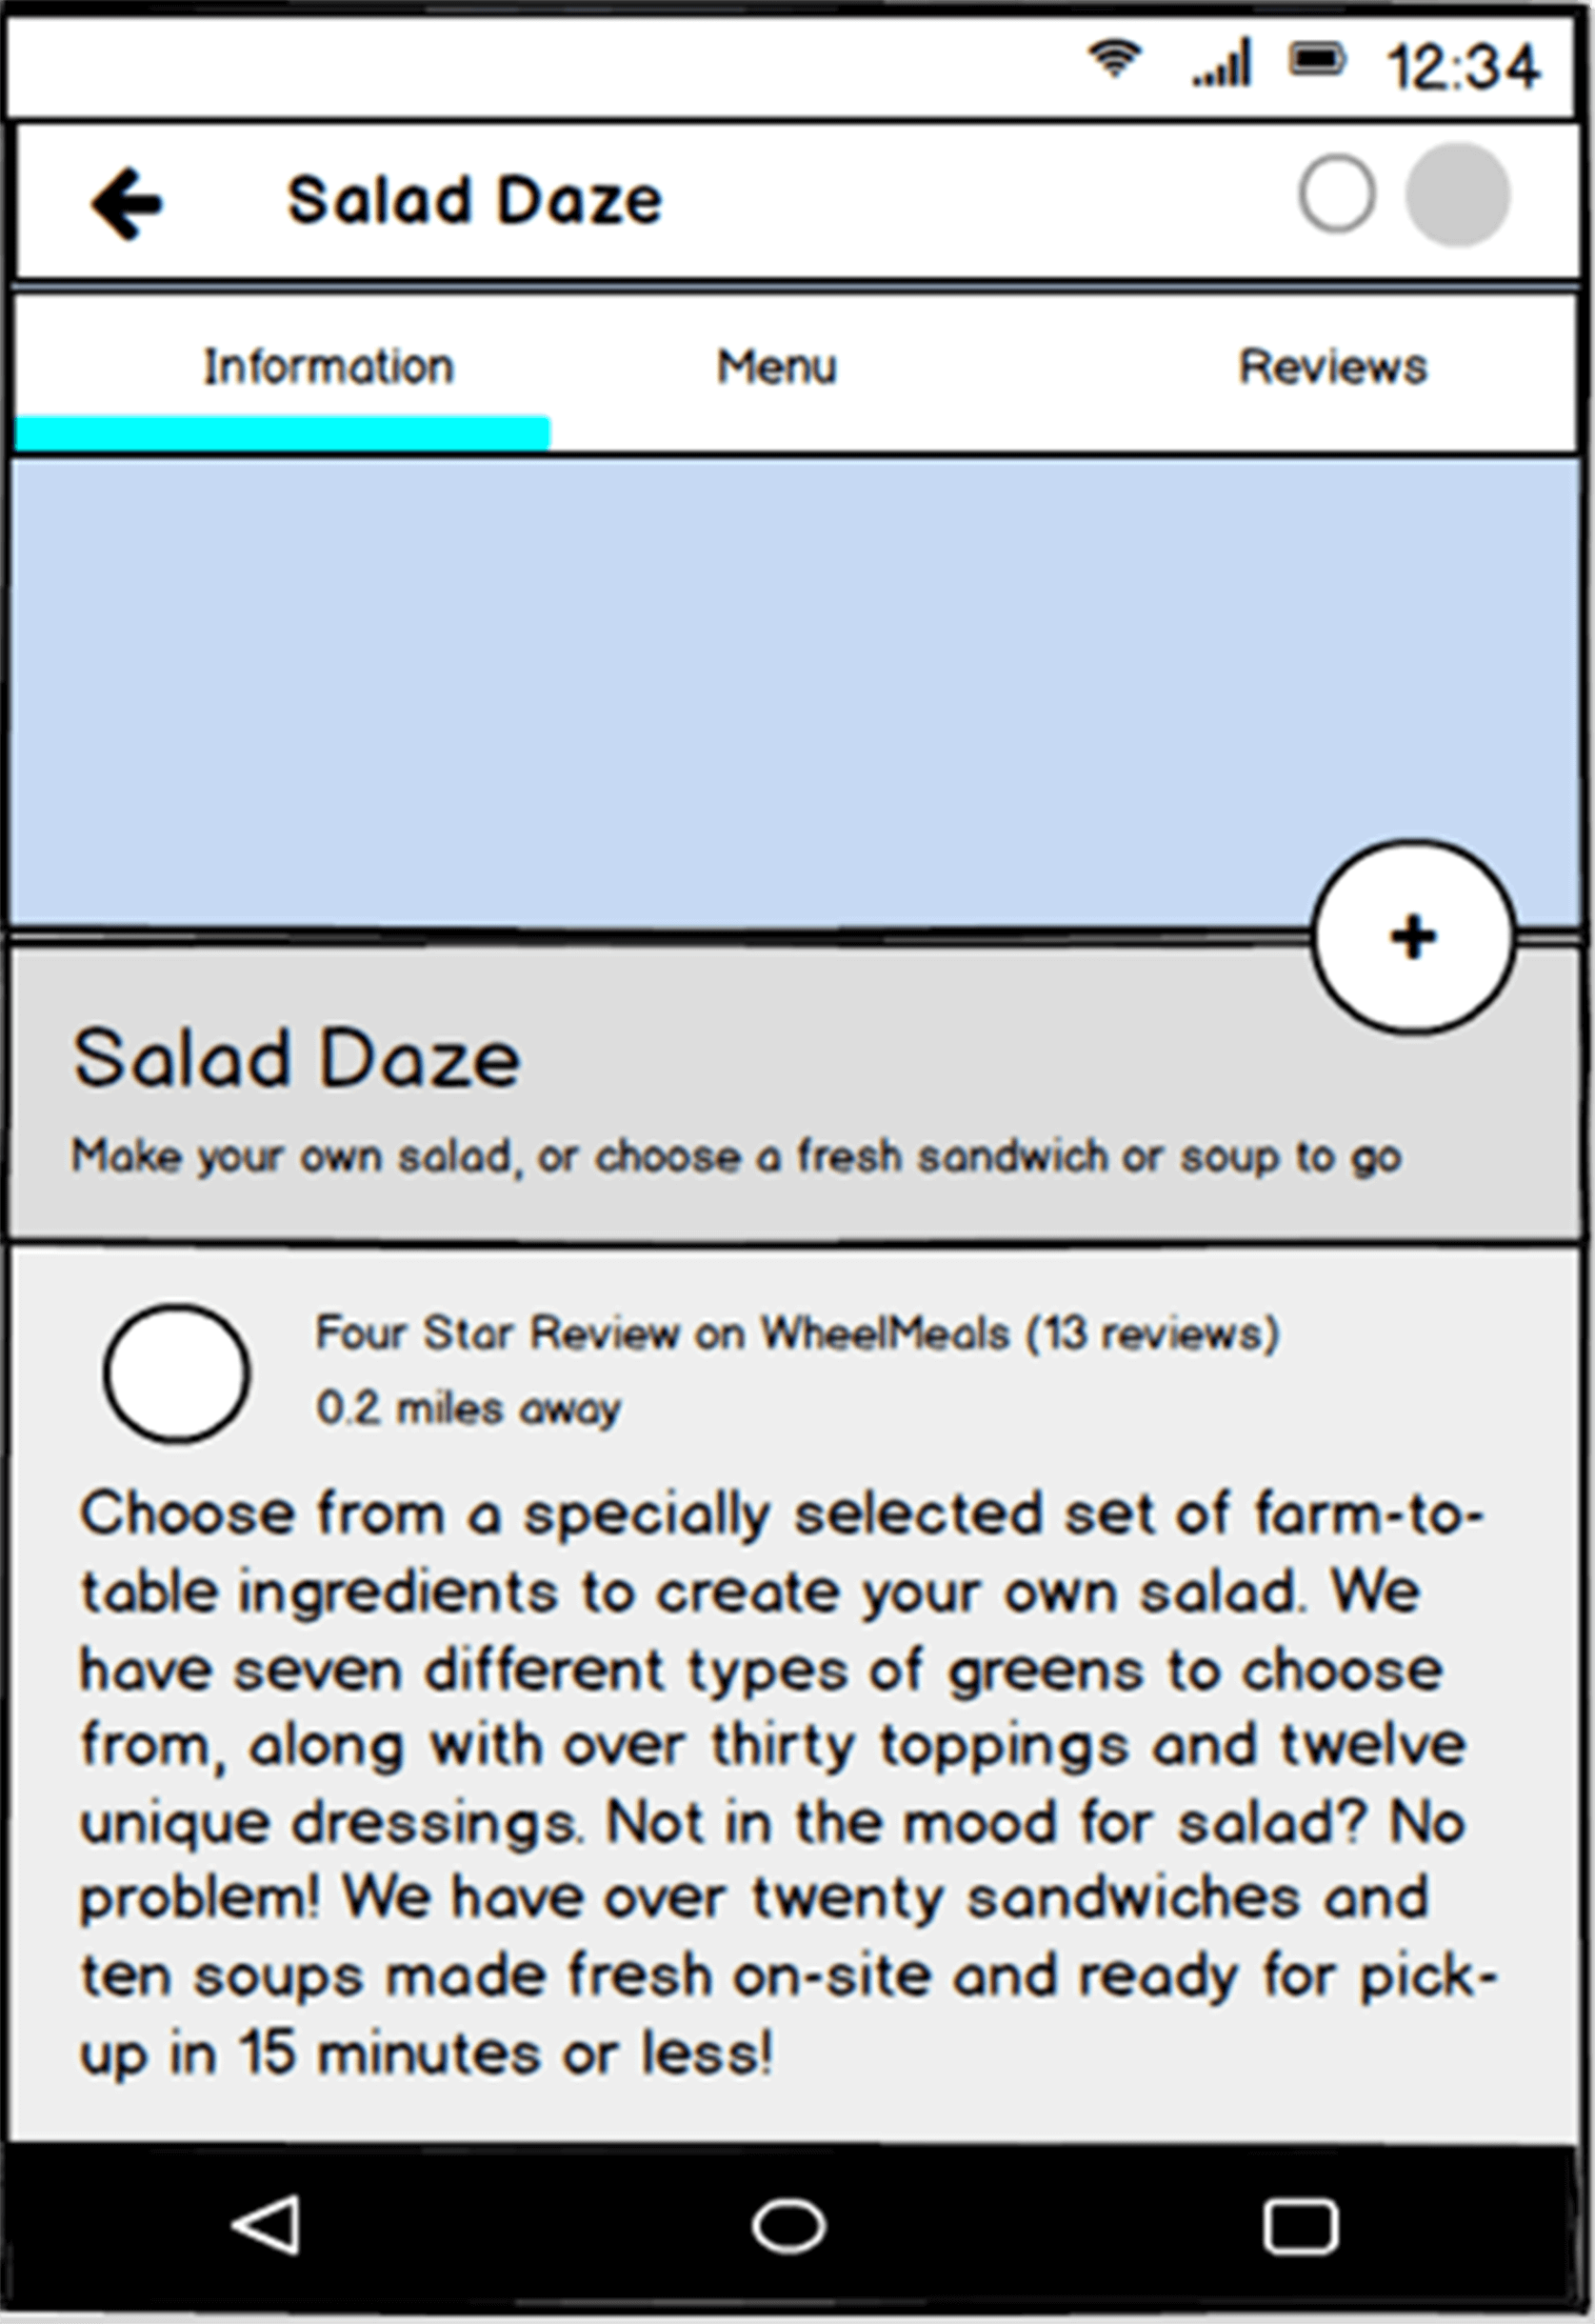 12:34
Salad Daze
Information Menu Reviews
+
Salad Daze
Make your own salad, or choose a fresh sandwich or soup to go
Four Star Review on WheelMeals (13 reviews)
0.2 miles away
Choose from a specially selected set of farm-to-
table ingredients to create your own salad. We
have seven different types of greens to choose
from, along with over thirty toppings and twelve
unique dressings. Not in the mood for salad? No
problem! We have over twenty sandwiches and
ten soups made fresh on-site and ready for pick-
up in 15 minutes or less!